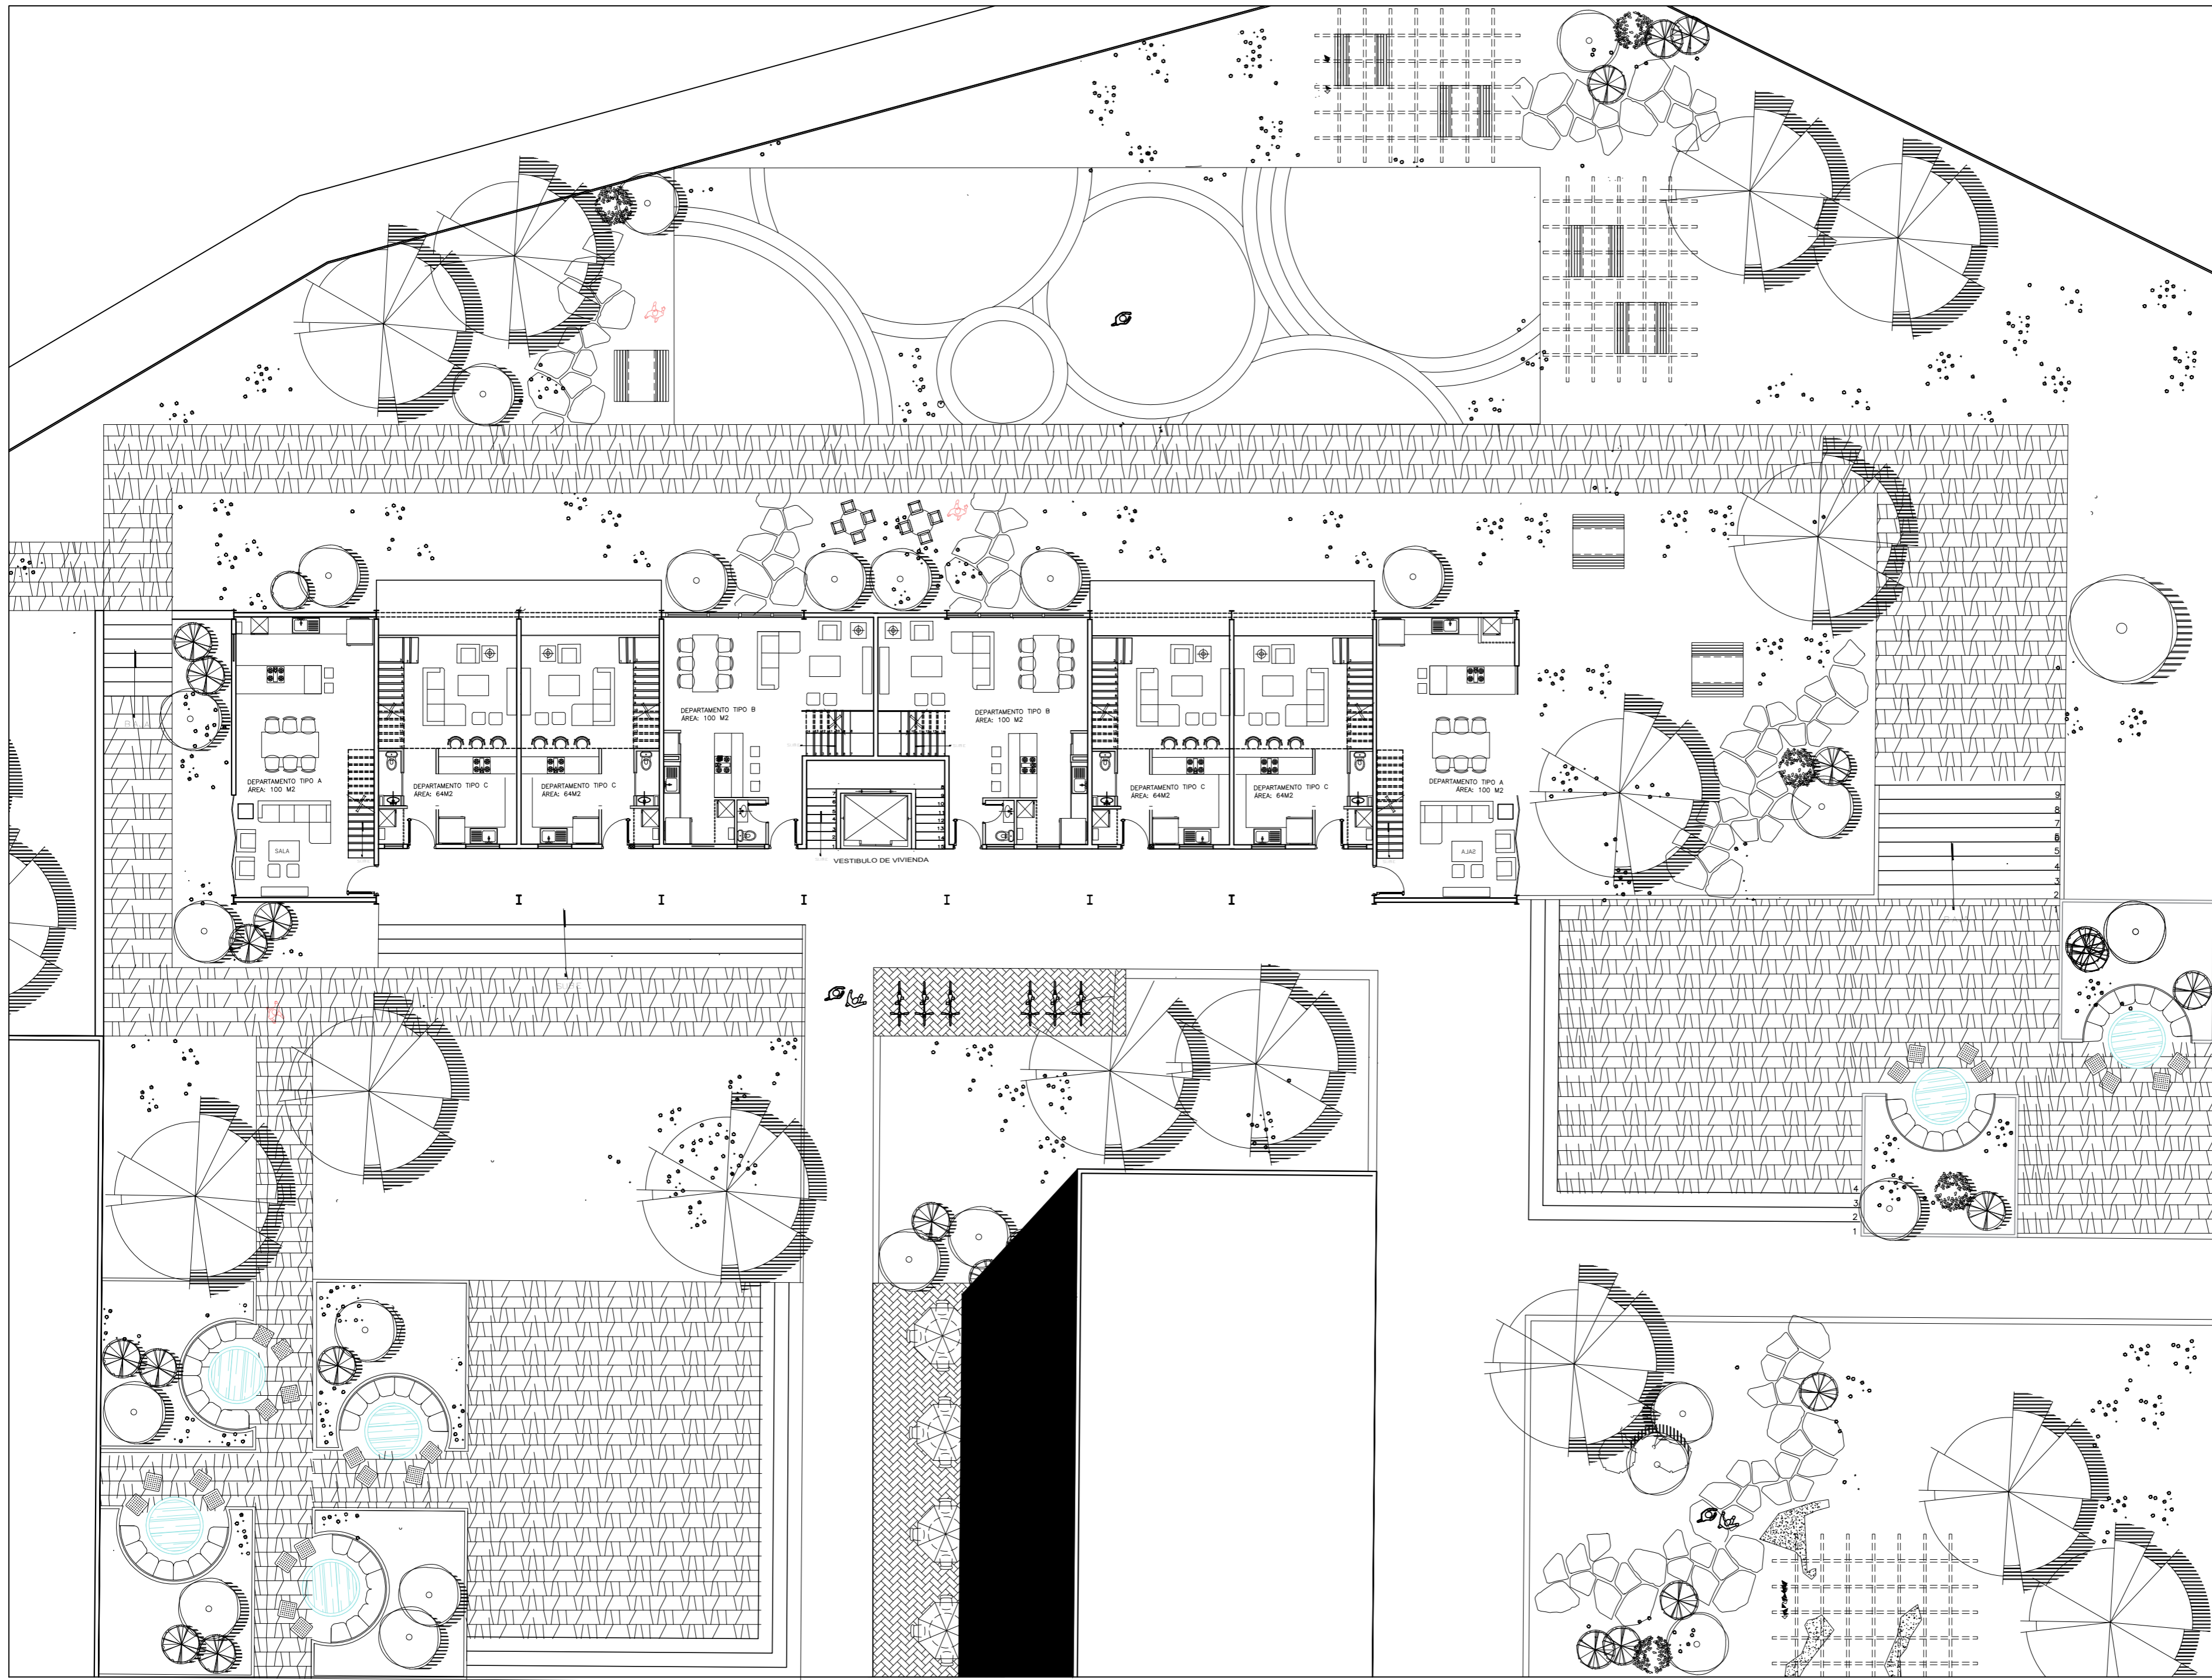 DEPARTAMENTO TIPO B
ÁREA: 100 M2
DEPARTAMENTO TIPO B
ÁREA: 100 M2
DEPARTAMENTO TIPO A
ÁREA: 100 M2
DEPARTAMENTO TIPO C
ÁREA: 64M2
DEPARTAMENTO TIPO C
ÁREA: 64M2
DEPARTAMENTO TIPO C
ÁREA: 64M2
DEPARTAMENTO TIPO C
ÁREA: 64M2
DEPARTAMENTO TIPO A
ÁREA: 100 M2
SALA
SALA
VESTIBULO DE VIVIENDA
SUBE
9
8
7
6
5
4
3
2
1
4
3
2
1